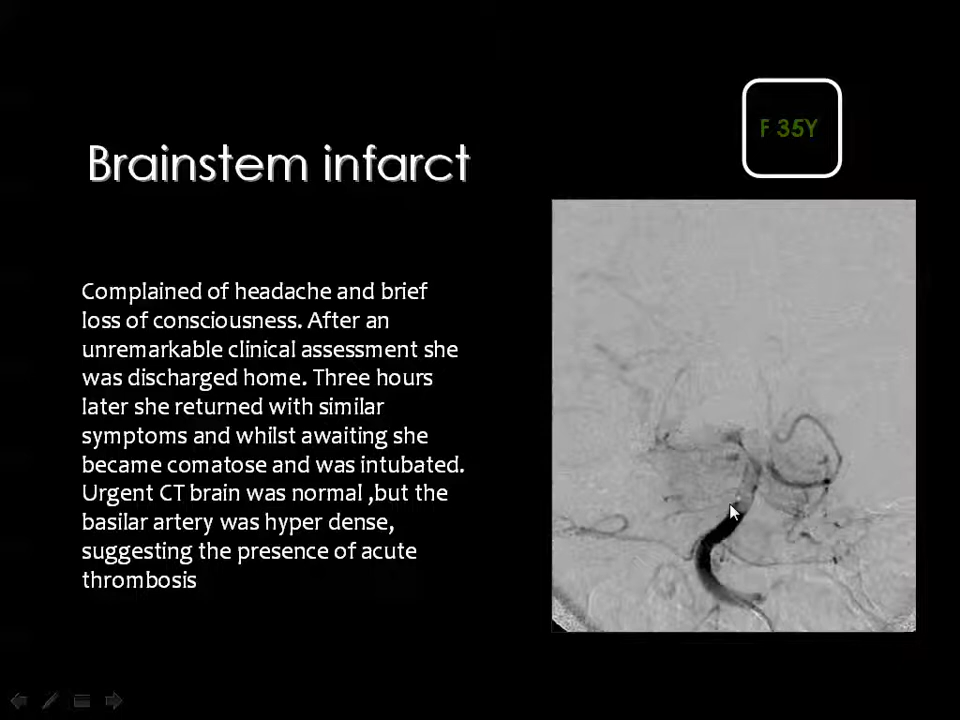 F 35Y
Brainstem infarct
Complained of headache and brief
loss of consciousness. After an
unremarkable clinical assessment she
was discharged home. Three hours
later she returned with similar
symptoms and whilst awaiting she
became comatose and was intubated.
Urgent CT brain was normal ,but the
basilar artery was hyper dense,
suggesting the presence of acute
thrombosis